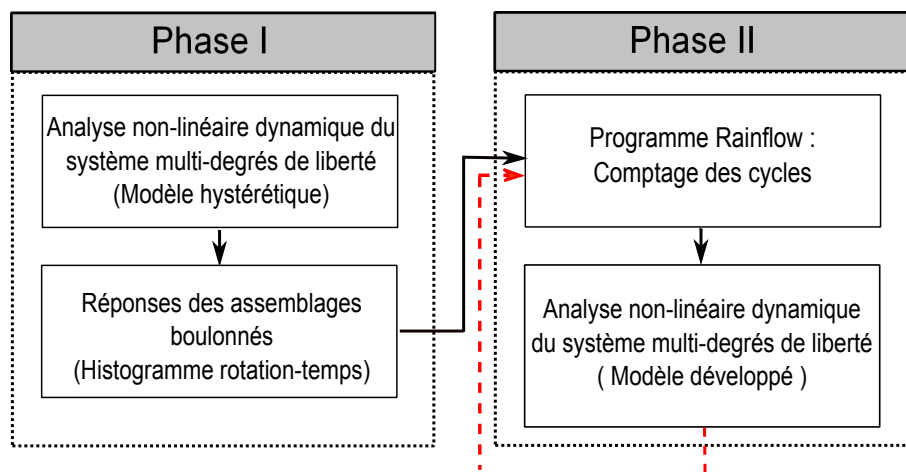 Phase I
Analyse non-linéaire dynamique du
système multi-degrés de liberté
(Modèle hystérétique)
Réponses des assemblages
boulonnés
(Histogramme rotation-temps)
Phase II
Programme Rainflow :
Comptage des cycles
Analyse non-linéaire dynamique
du système multi-degrés de liberté
( Modèle développé )